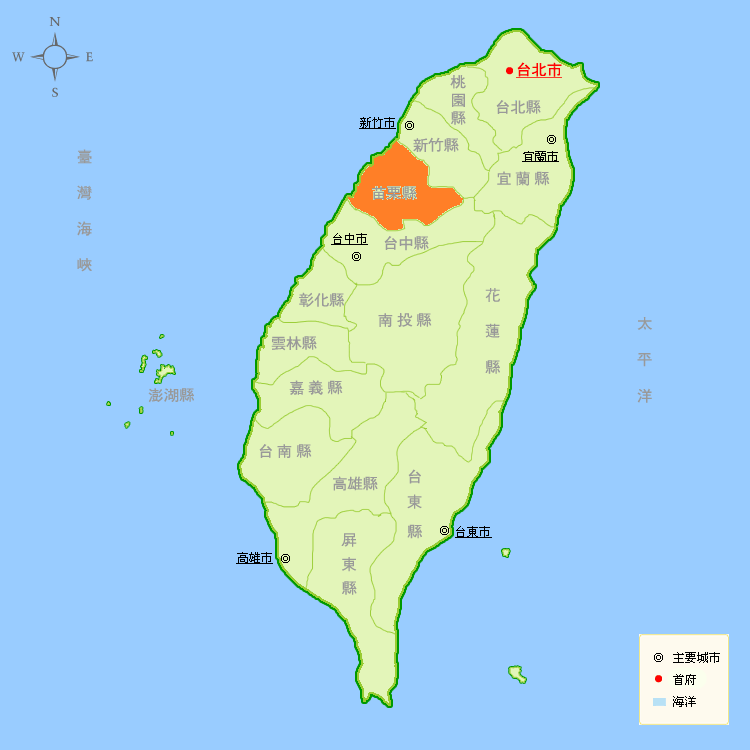 N
W E
S
台北市
桃園縣
台北縣
新竹市
新竹縣
宜蘭市
宜蘭縣
臺灣海峽
苗栗縣
台中市
台中縣
彰化縣
花蓮縣
南投縣
太平洋
雲林縣
嘉義縣
澎湖縣
台南縣
高雄縣
台東縣
台東市
屏東縣
高雄市
主要城市
首府
海洋